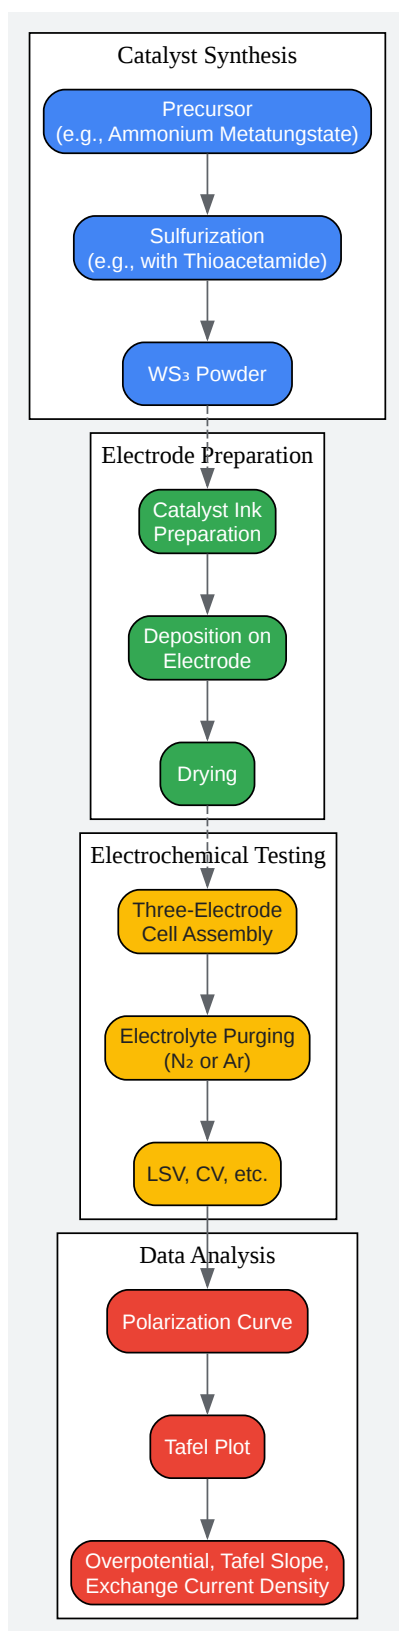 Catalyst Synthesis
Precursor
(e.g., Ammonium Metatungstate)
Sulfurization
(e.g., with Thioacetamide)
WS₃ Powder
Electrode Preparation
Catalyst Ink
Preparation
Deposition on
Electrode
Drying
Electrochemical Testing
Three-Electrode
Cell Assembly
Electrolyte Purging
(N₂ or Ar)
LSV, CV, etc.
Data Analysis
Polarization Curve
Tafel Plot
Overpotential, Tafel Slope,
Exchange Current Density